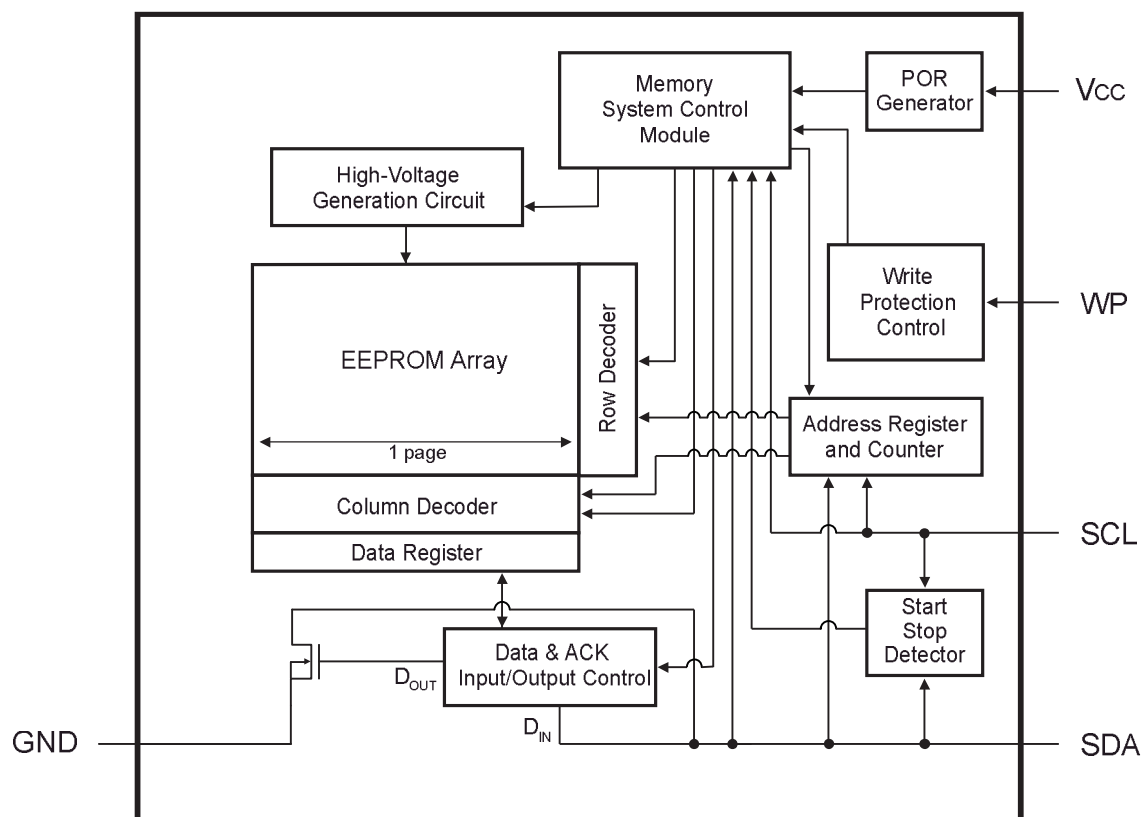 Memory
System Control
Module
POR
Generator
Vcc
High-Voltage
Generation Circuit
Write
Protection
Control
WP
EEPROM Array
Row Decoder
1 page
Address Register
and Counter
Column Decoder
Data Register
SCL
Start
Stop
Detector
Data & ACK
Input/Output Control
DOUT
DIN
GND
SDA